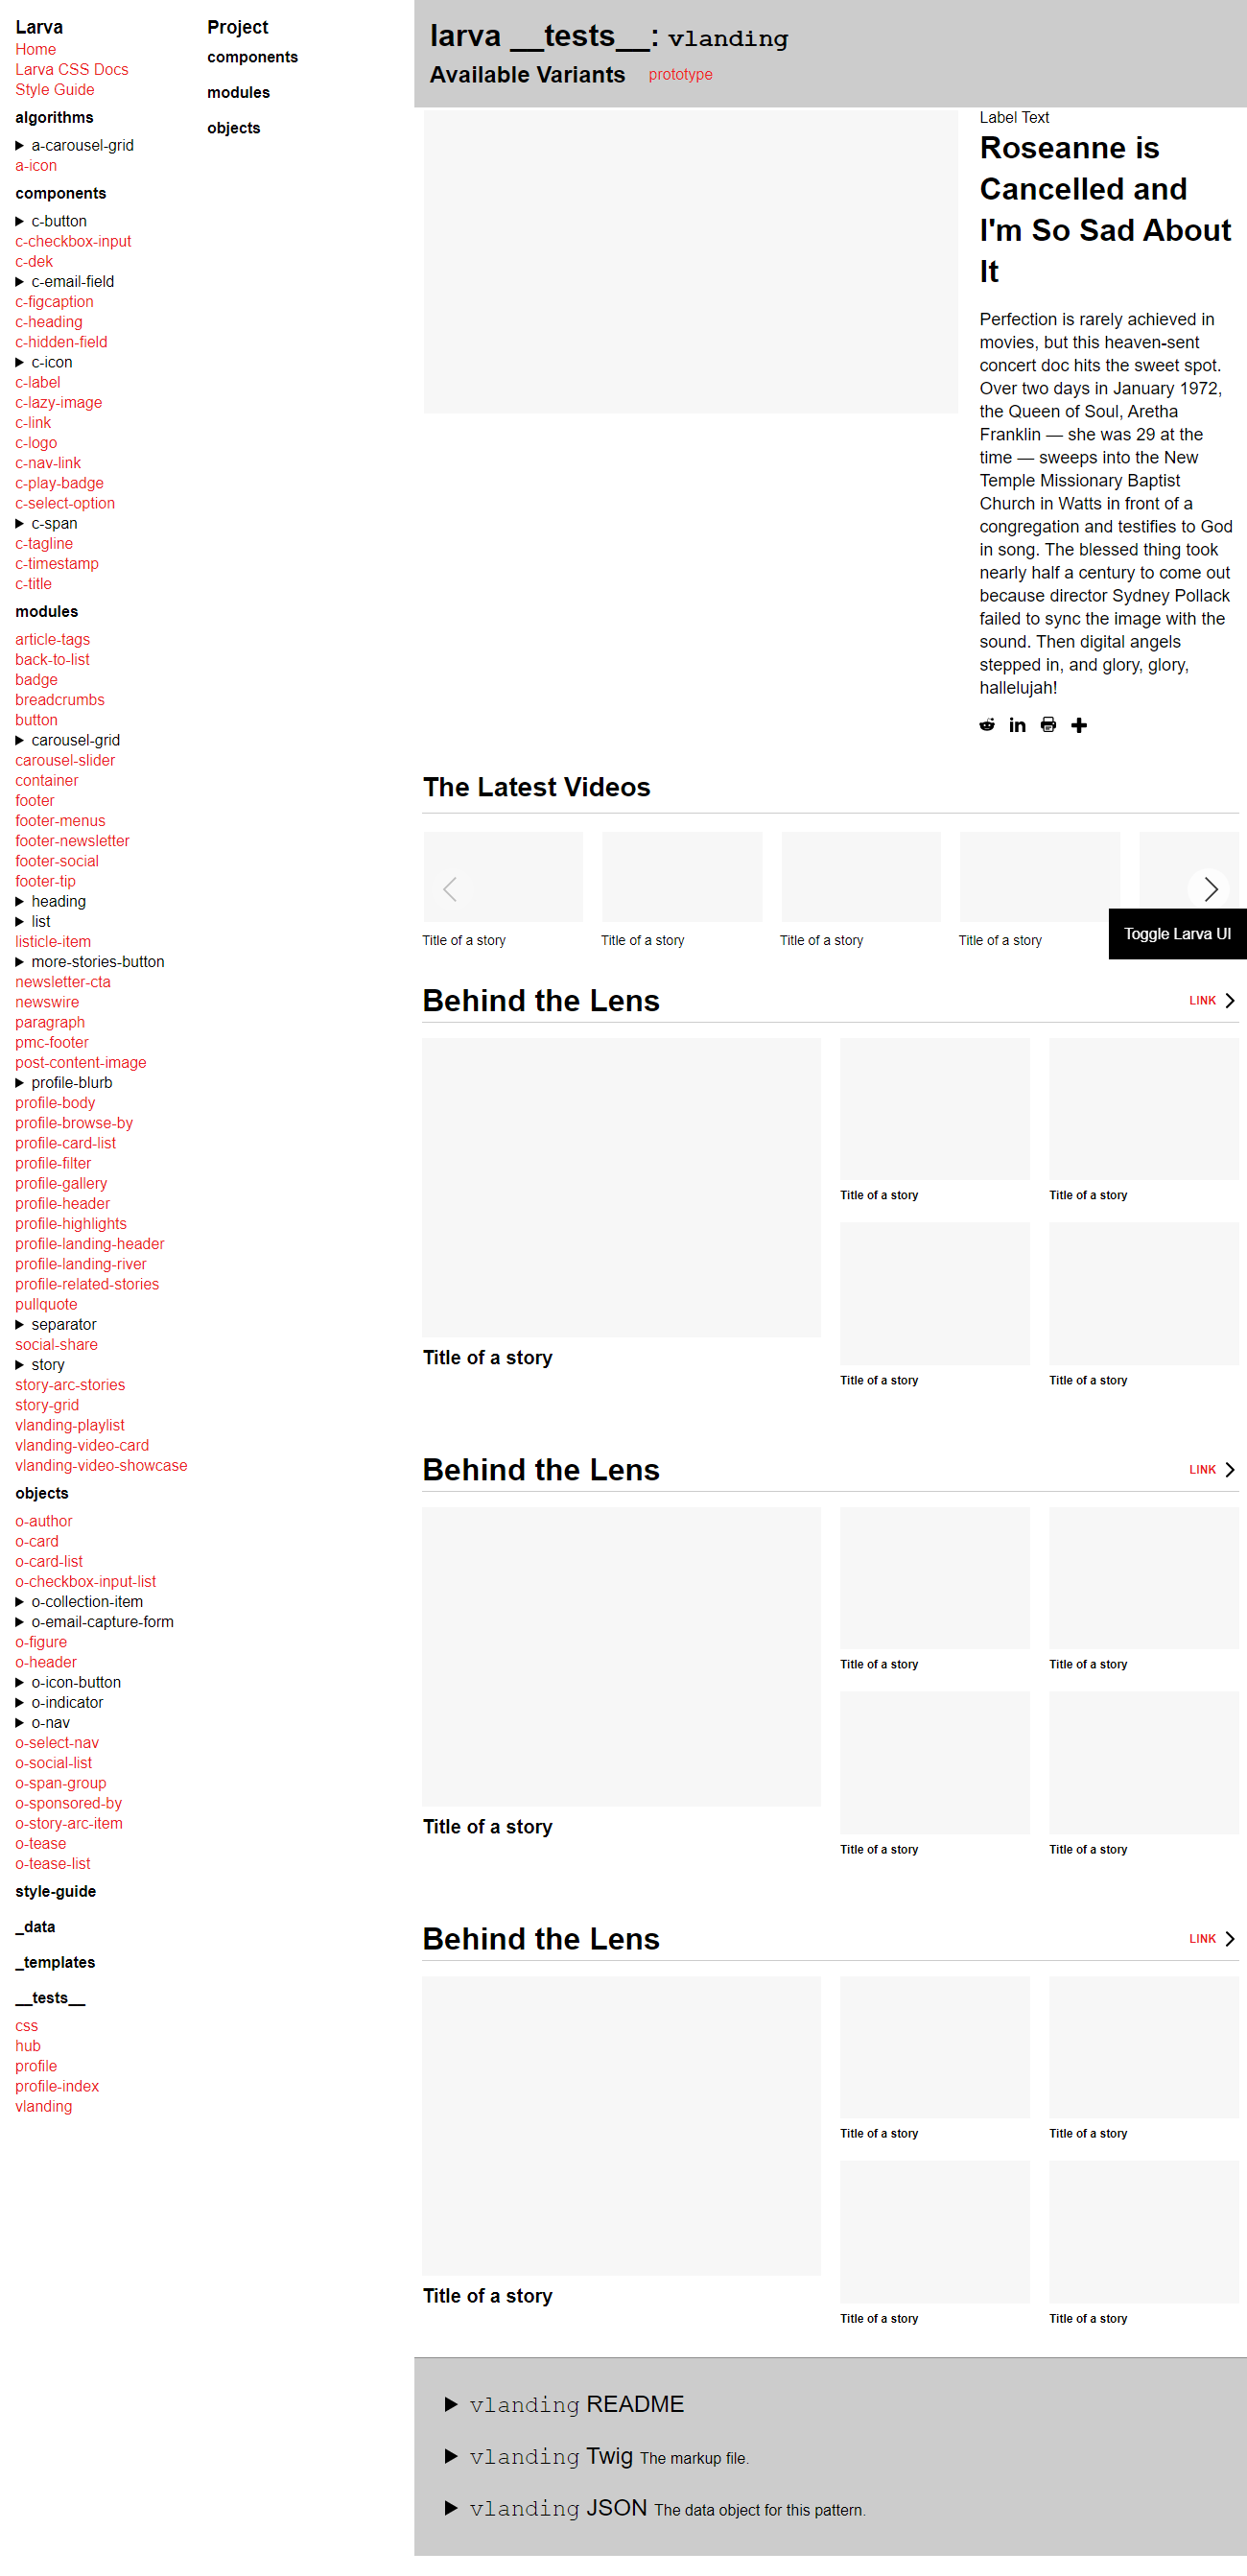 Larva
Home
Larva CSS Docs
Style Guide
algorithms
a-carousel-grid
a-icon
components
c-button
c-checkbox-input
c-dek
c-email-field
c-figcaption
c-heading
c-hidden-field
c-icon
c-label
c-lazy-image
c-link
c-logo
c-nav-link
c-play-badge
c-select-option
c-span
c-tagline
c-timestamp
c-title
modules
article-tags
back-to-list
badge
breadcrumbs
button
carousel-grid
carousel-slider
container
footer
footer-menus
footer-newsletter
footer-social
footer-tip
heading
list
listicle-item
more-stories-button
newsletter-cta
newswire
paragraph
pmc-footer
post-content-image
profile-blurb
profile-body
profile-browse-by
profile-card-list
profile-filter
profile-gallery
profile-header
profile-highlights
profile-landing-header
profile-landing-river
profile-related-stories
pullquote
separator
social-share
story
story-arc-stories
story-grid
vlanding-playlist
vlanding-video-card
vlanding-video-showcase
objects
o-author
o-card
o-card-list
o-checkbox-input-list
o-collection-item
o-email-capture-form
o-figure
o-header
o-icon-button
o-indicator
o-nav
o-select-nav
o-social-list
o-span-group
o-sponsored-by
o-story-arc-item
o-tease
o-tease-list
style-guide
_data
_templates
__tests__
css
hub
profile
profile-index
vlanding
Project
components
modules
objects
larva __tests__: vlanding
Available Variants prototype
Label Text
Roseanne is
Cancelled and
I'm So Sad About
It
Perfection is rarely achieved in
movies, but this heaven-sent
concert doc hits the sweet spot.
Over two days in January 1972,
the Queen of Soul, Aretha
Franklin — she was 29 at the
time — sweeps into the New
Temple Missionary Baptist
Church in Watts in front of a
congregation and testifies to God
in song. The blessed thing took
nearly half a century to come out
because director Sydney Pollack
failed to sync the image with the
sound. Then digital angels
stepped in, and glory, glory,
hallelujah!
The Latest Videos
Title of a story
Title of a story
Title of a story
Title of a story
Toggle Larva UI
Behind the Lens
LINK
Title of a story
Title of a story
Title of a story
Title of a story
Title of a story
Behind the Lens
LINK
Title of a story
Title of a story
Title of a story
Title of a story
Title of a story
Behind the Lens
LINK
Title of a story
Title of a story
Title of a story
Title of a story
Title of a story
vlanding README
vlanding Twig The markup file.
vlanding JSON The data object for this pattern.